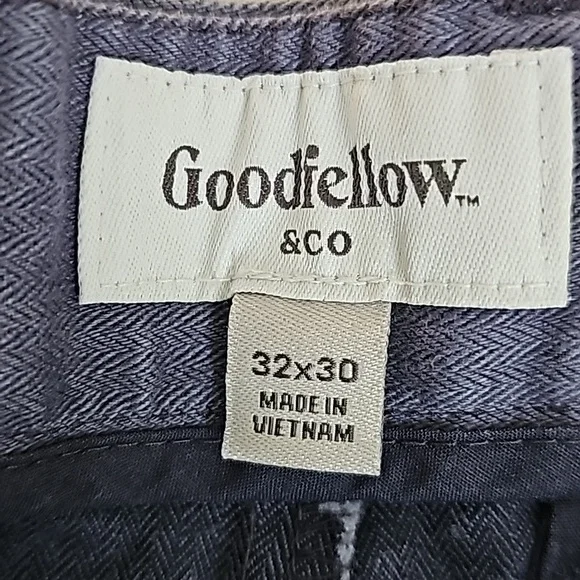 Goodfellow™
&CO
32x30
MADE IN
VIETNAM